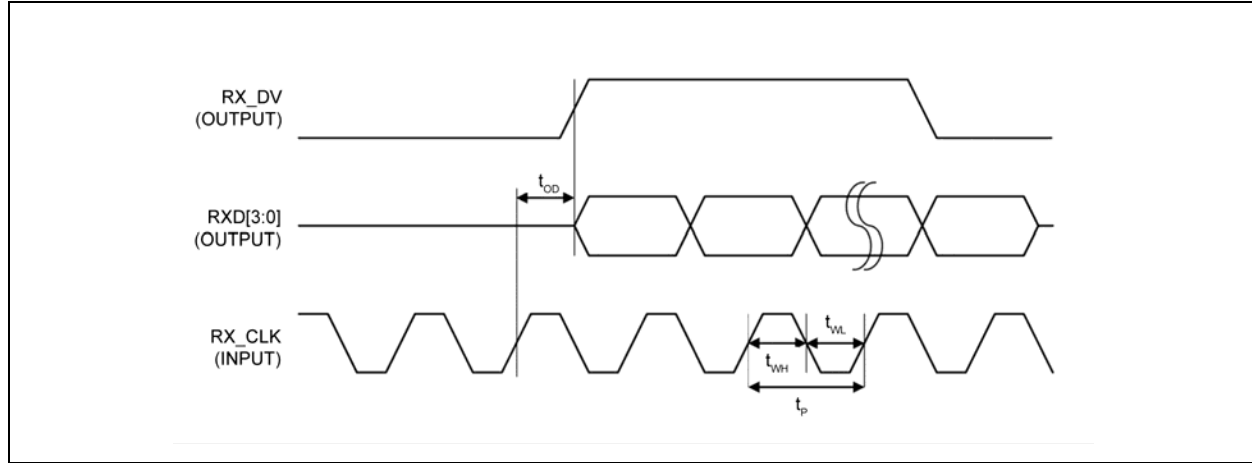 RX_DV
(OUTPUT)
tOD
RXD[3:0]
(OUTPUT)
RX_CLK
(INPUT)
tWL
tWH
tP